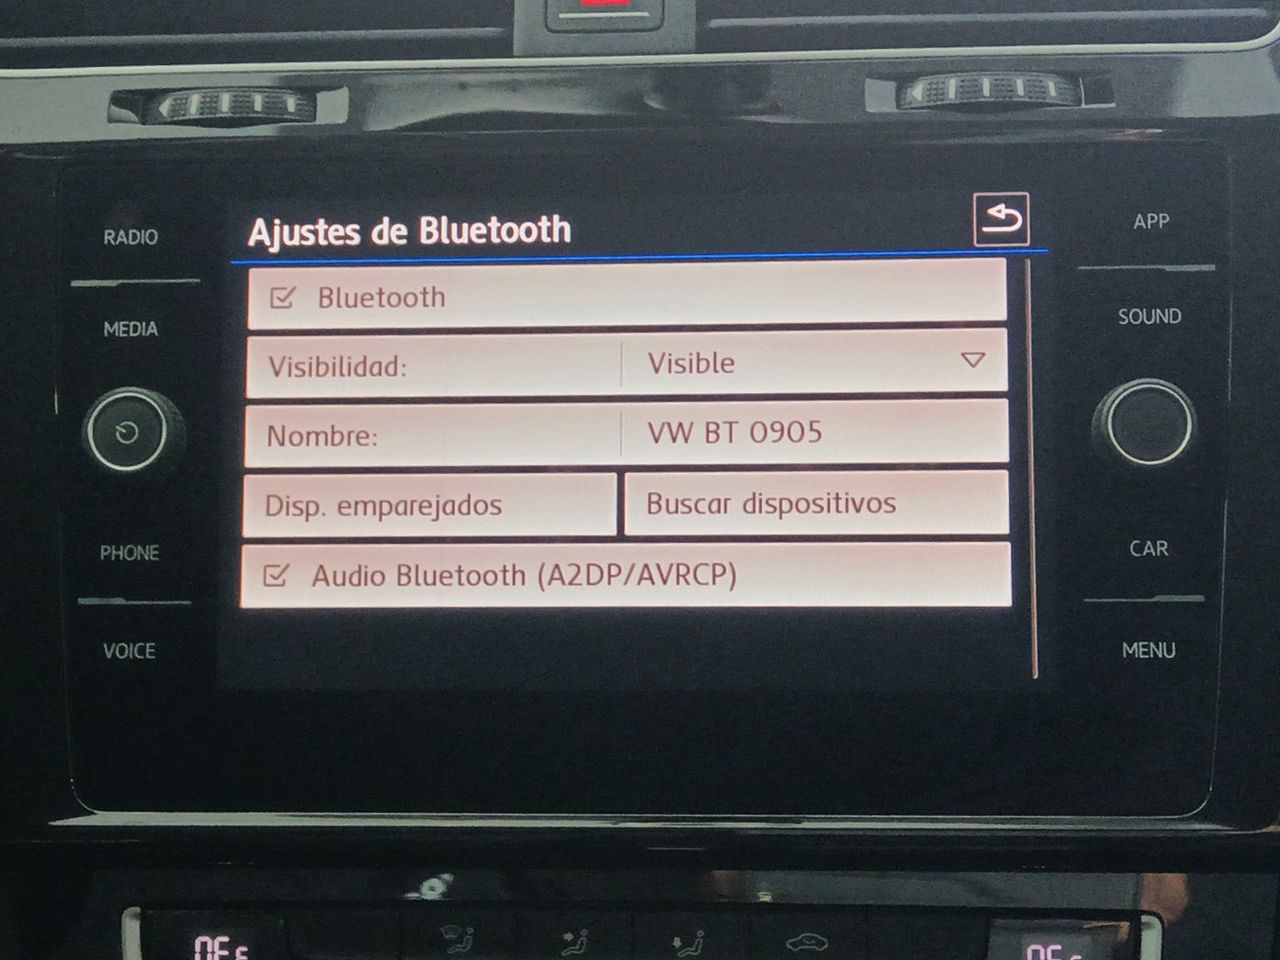 RADIO
MEDIA
PHONE
VOICE
Ajustes de Bluetooth
Bluetooth
Visibilidad: Visible
Nombre: VW BT 0905
Disp. emparejados Buscar dispositivos
Audio Bluetooth (A2DP/AVRCP)
APP
SOUND
CAR
MENU